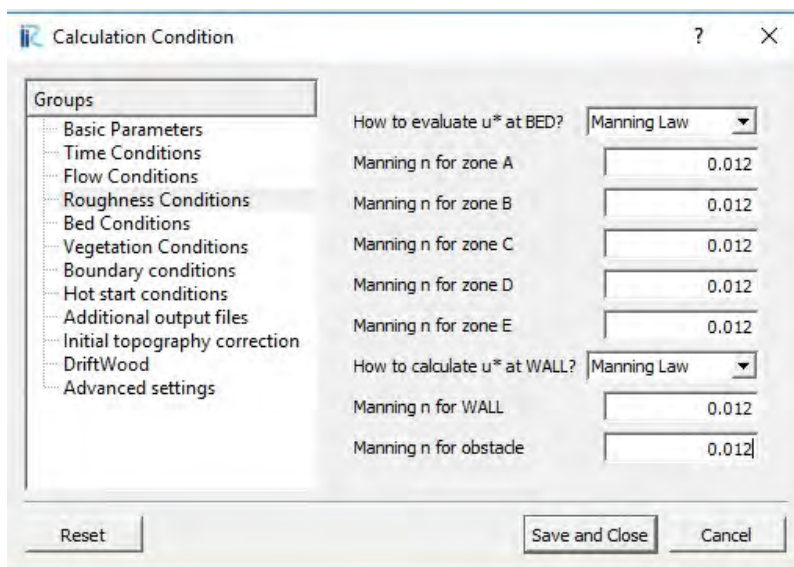 iRIC Calculation Condition ? ×
Groups
Basic Parameters
Time Conditions
Flow Conditions
Roughness Conditions
Bed Conditions
Vegetation Conditions
Boundary conditions
Hot start conditions
Additional output files
Initial topography correction
DriftWood
Advanced settings
How to evaluate u* at BED? Manning Law
Manning n for zone A 0.012
Manning n for zone B 0.012
Manning n for zone C 0.012
Manning n for zone D 0.012
Manning n for zone E 0.012
How to calculate u* at WALL? Manning Law
Manning n for WALL 0.012
Manning n for obstacle 0.012
Reset Save and Close Cancel